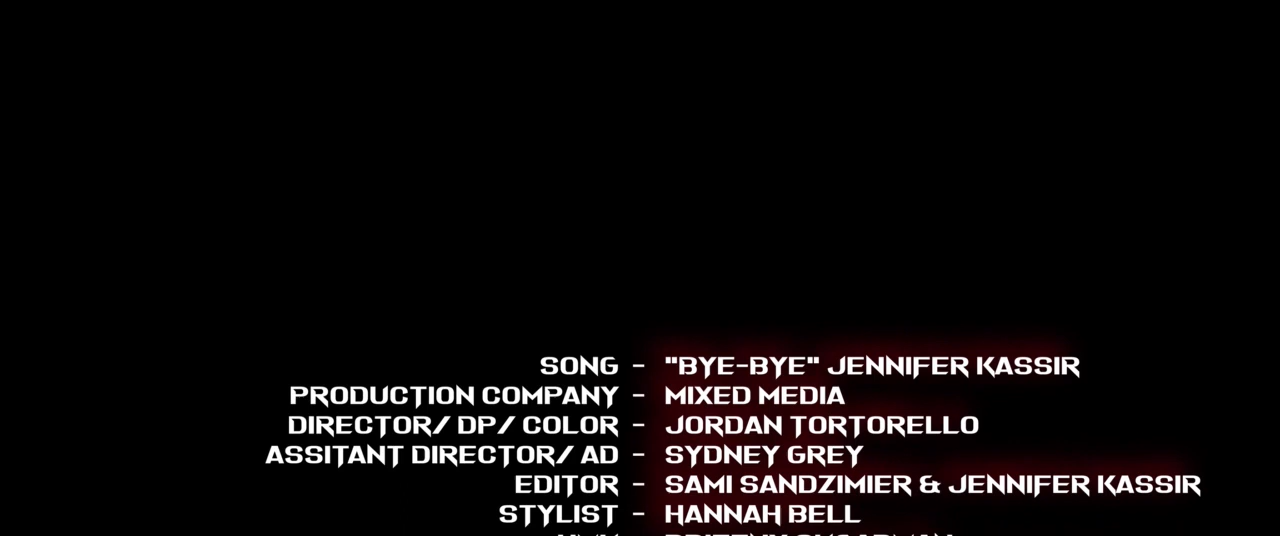 SONG - "BYE-BYE" JENNIFER KASSIR
PRODUCTION COMPANY - MIXED MEDIA
DIRECTOR/ DP/ COLOR - JORDAN TORTORELLO
ASSITANT DIRECTOR/ AD - SYDNEY GREY
EDITOR - SAMI SANDZIMIER & JENNIFER KASSIR
STYLIST - HANNAH BELL